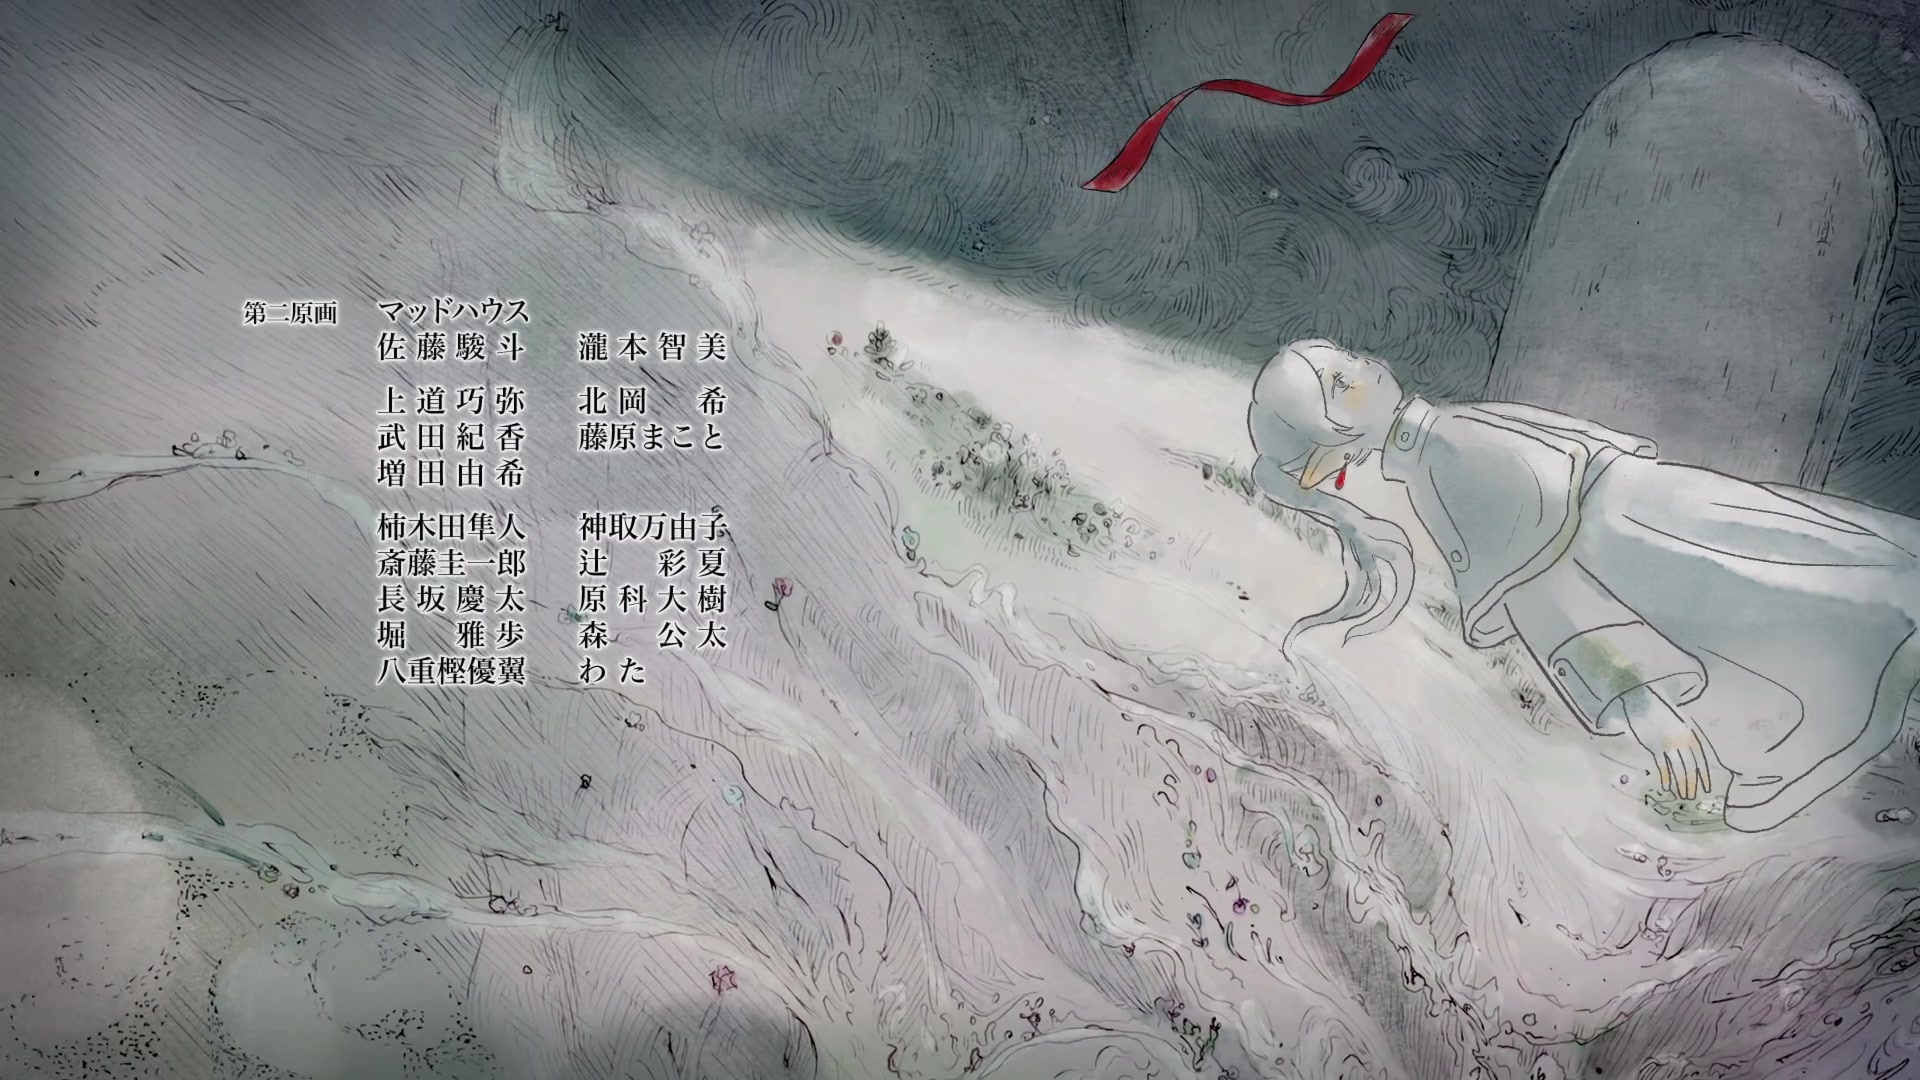 第二原画 マッドハウス
佐藤駿斗 瀧本智美
上道巧弥 北岡 希
武田紀香 藤原まこと
増田由希
柿木田隼人 神取万由子
斎藤圭一郎 辻 彩夏
長坂慶太 原科大樹
堀 雅歩 森 公太
八重樫優翼 わた